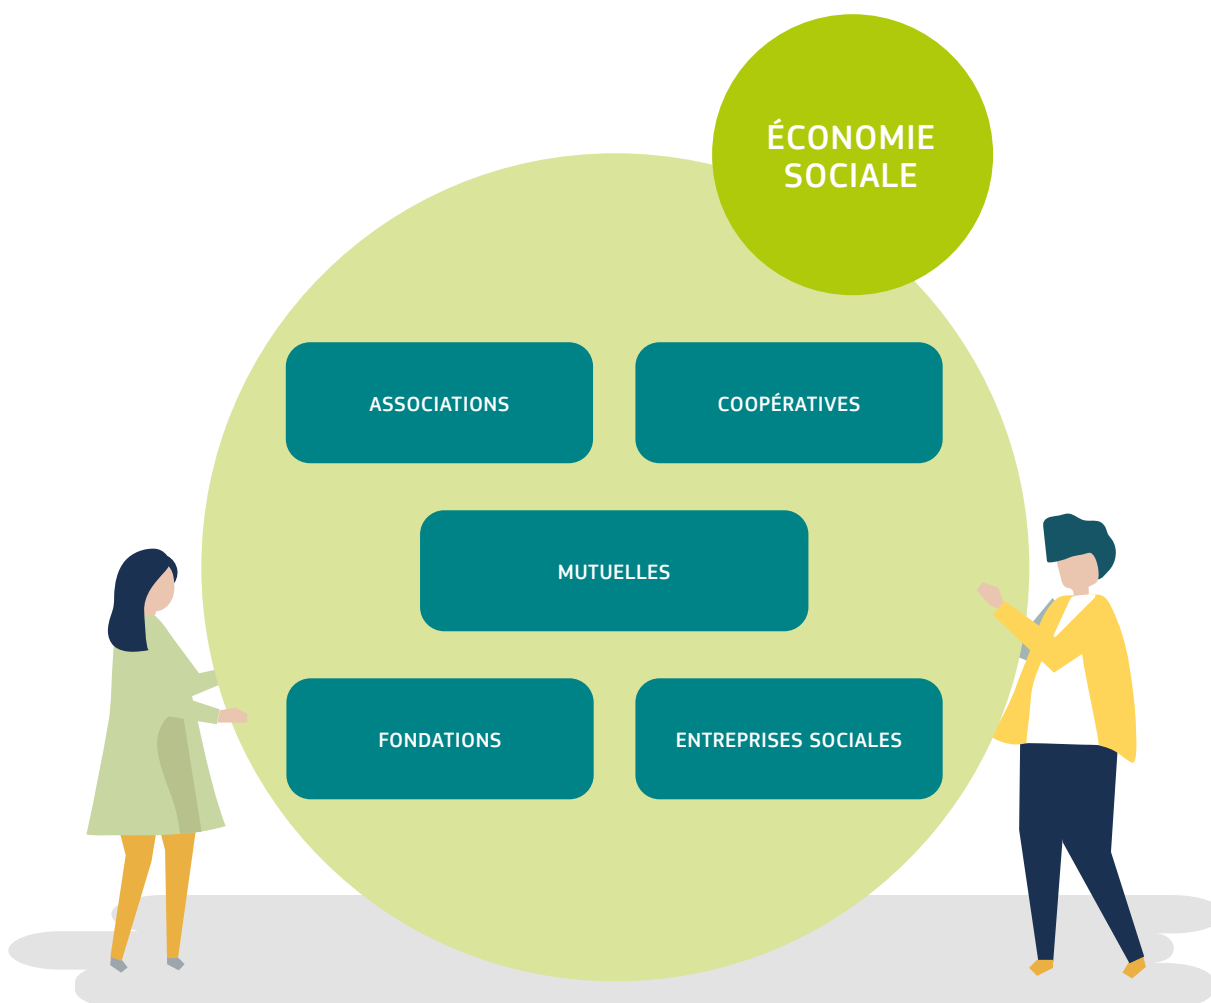 ÉCONOMIE
SOCIALE
ASSOCIATIONS
COOPÉRATIVES
MUTUELLES
FONDATIONS
ENTREPRISES SOCIALES